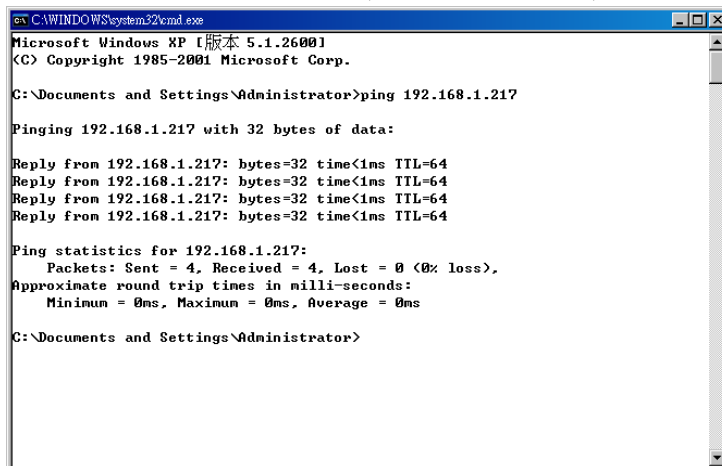 C:\WINDOWS\system32\cmd.exe
Microsoft Windows XP [版本 5.1.2600]
(C) Copyright 1985-2001 Microsoft Corp.
C:\Documents and Settings\Administrator>ping 192.168.1.217
Pinging 192.168.1.217 with 32 bytes of data:
Reply from 192.168.1.217: bytes=32 time<1ms TTL=64
Reply from 192.168.1.217: bytes=32 time<1ms TTL=64
Reply from 192.168.1.217: bytes=32 time<1ms TTL=64
Reply from 192.168.1.217: bytes=32 time<1ms TTL=64
Ping statistics for 192.168.1.217:
Packets: Sent = 4, Received = 4, Lost = 0 (0% loss),
Approximate round trip times in milli-seconds:
Minimum = 0ms, Maximum = 0ms, Average = 0ms
C:\Documents and Settings\Administrator>